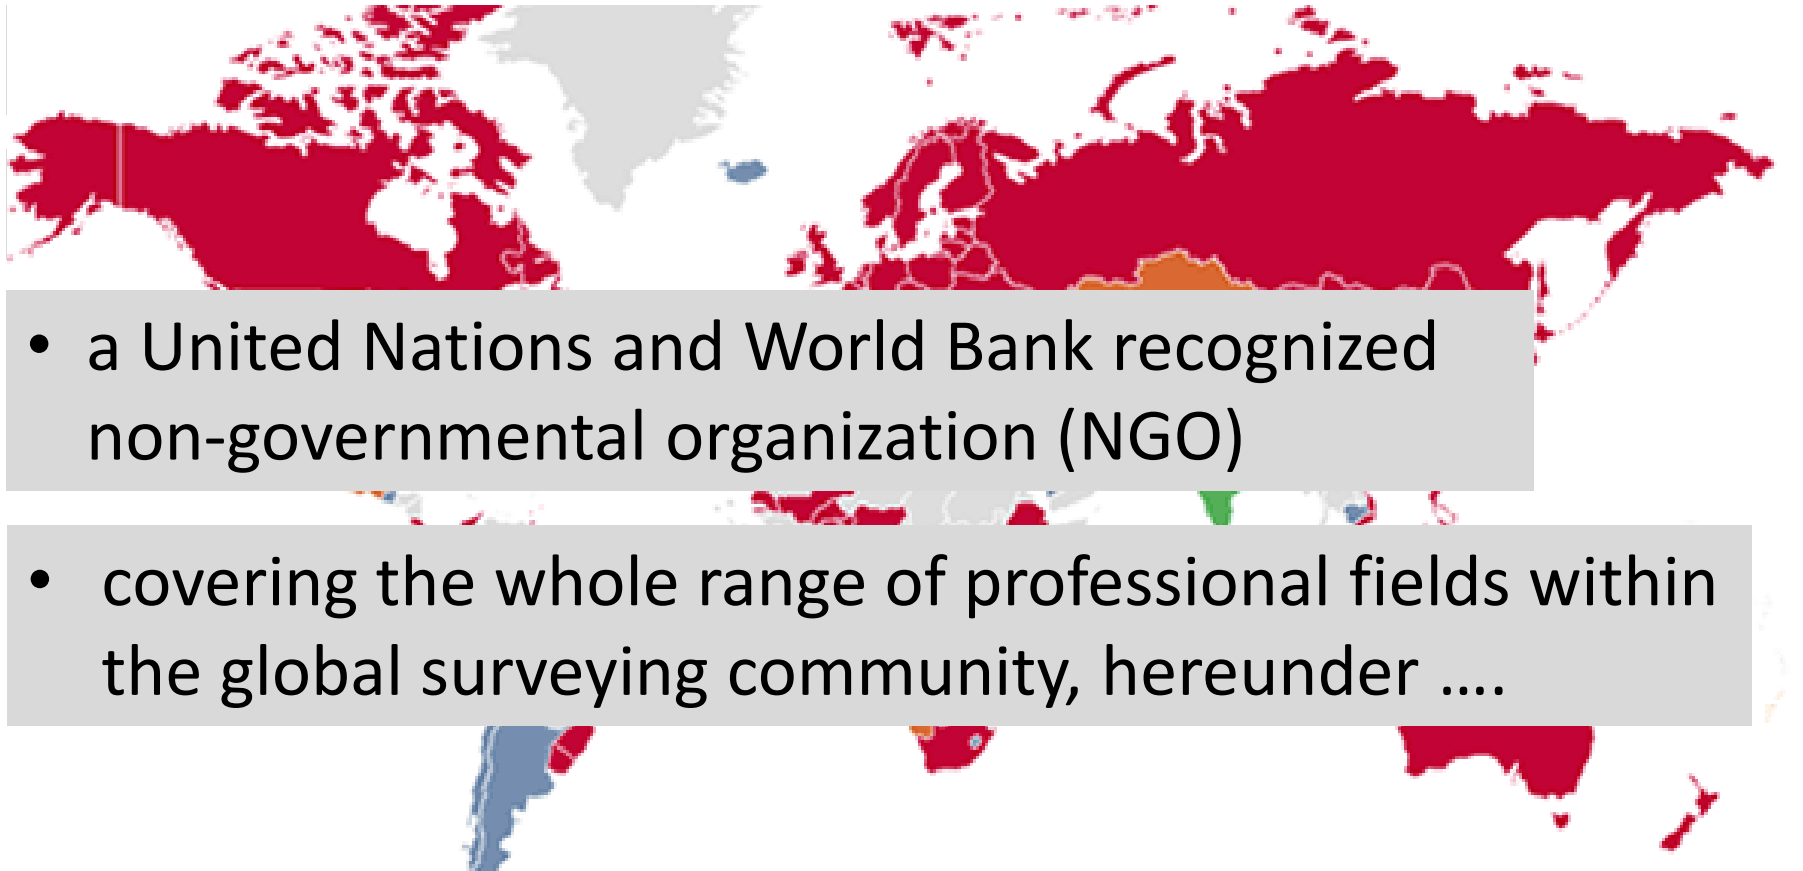 • a United Nations and World Bank recognized
non-governmental organization (NGO)
• covering the whole range of professional fields within
the global surveying community, hereunder ....